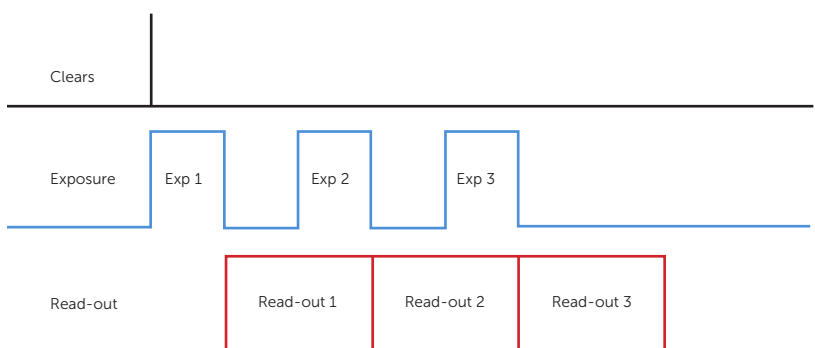 Clears
Exposure
Exp 1
Exp 2
Exp 3
Read-out
Read-out 1
Read-out 2
Read-out 3